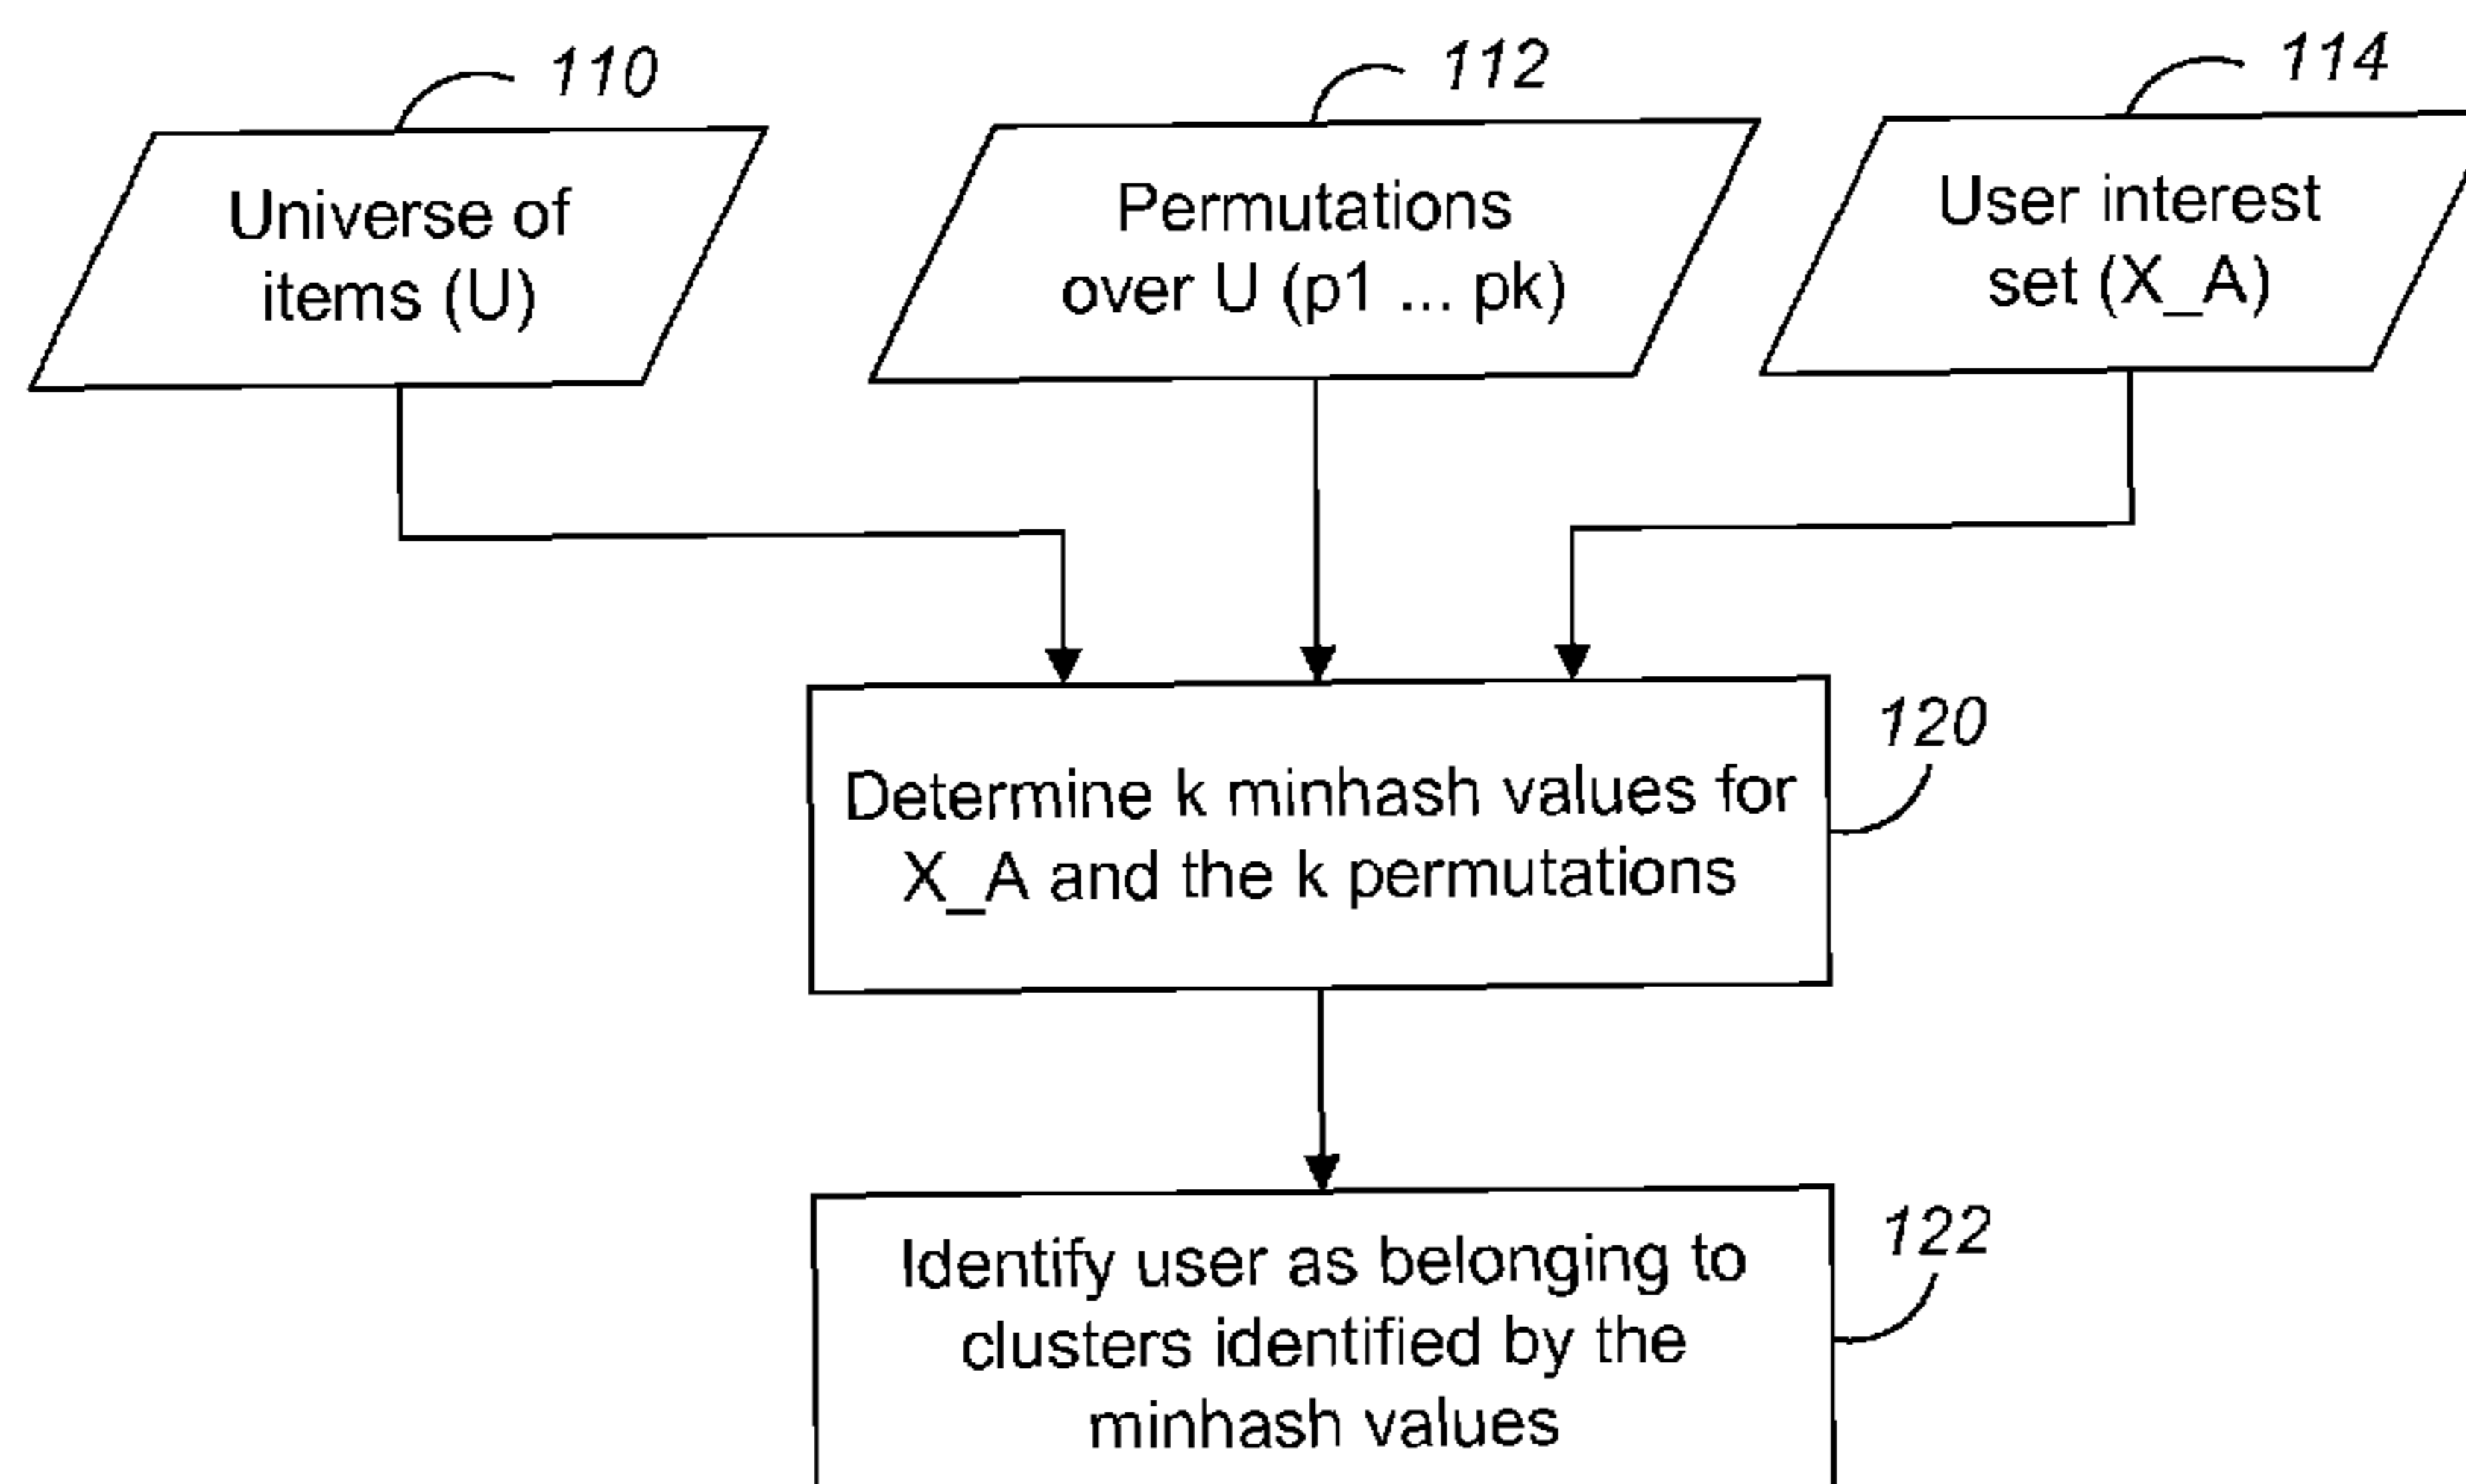 110
112
114
Universe of
items (U)
Permutations
over U (p1 ... pk)
User interest
set (X_A)
120
Determine k minhash values for
X_A and the k permutations
122
Identify user as belonging to
clusters identified by the
minhash values